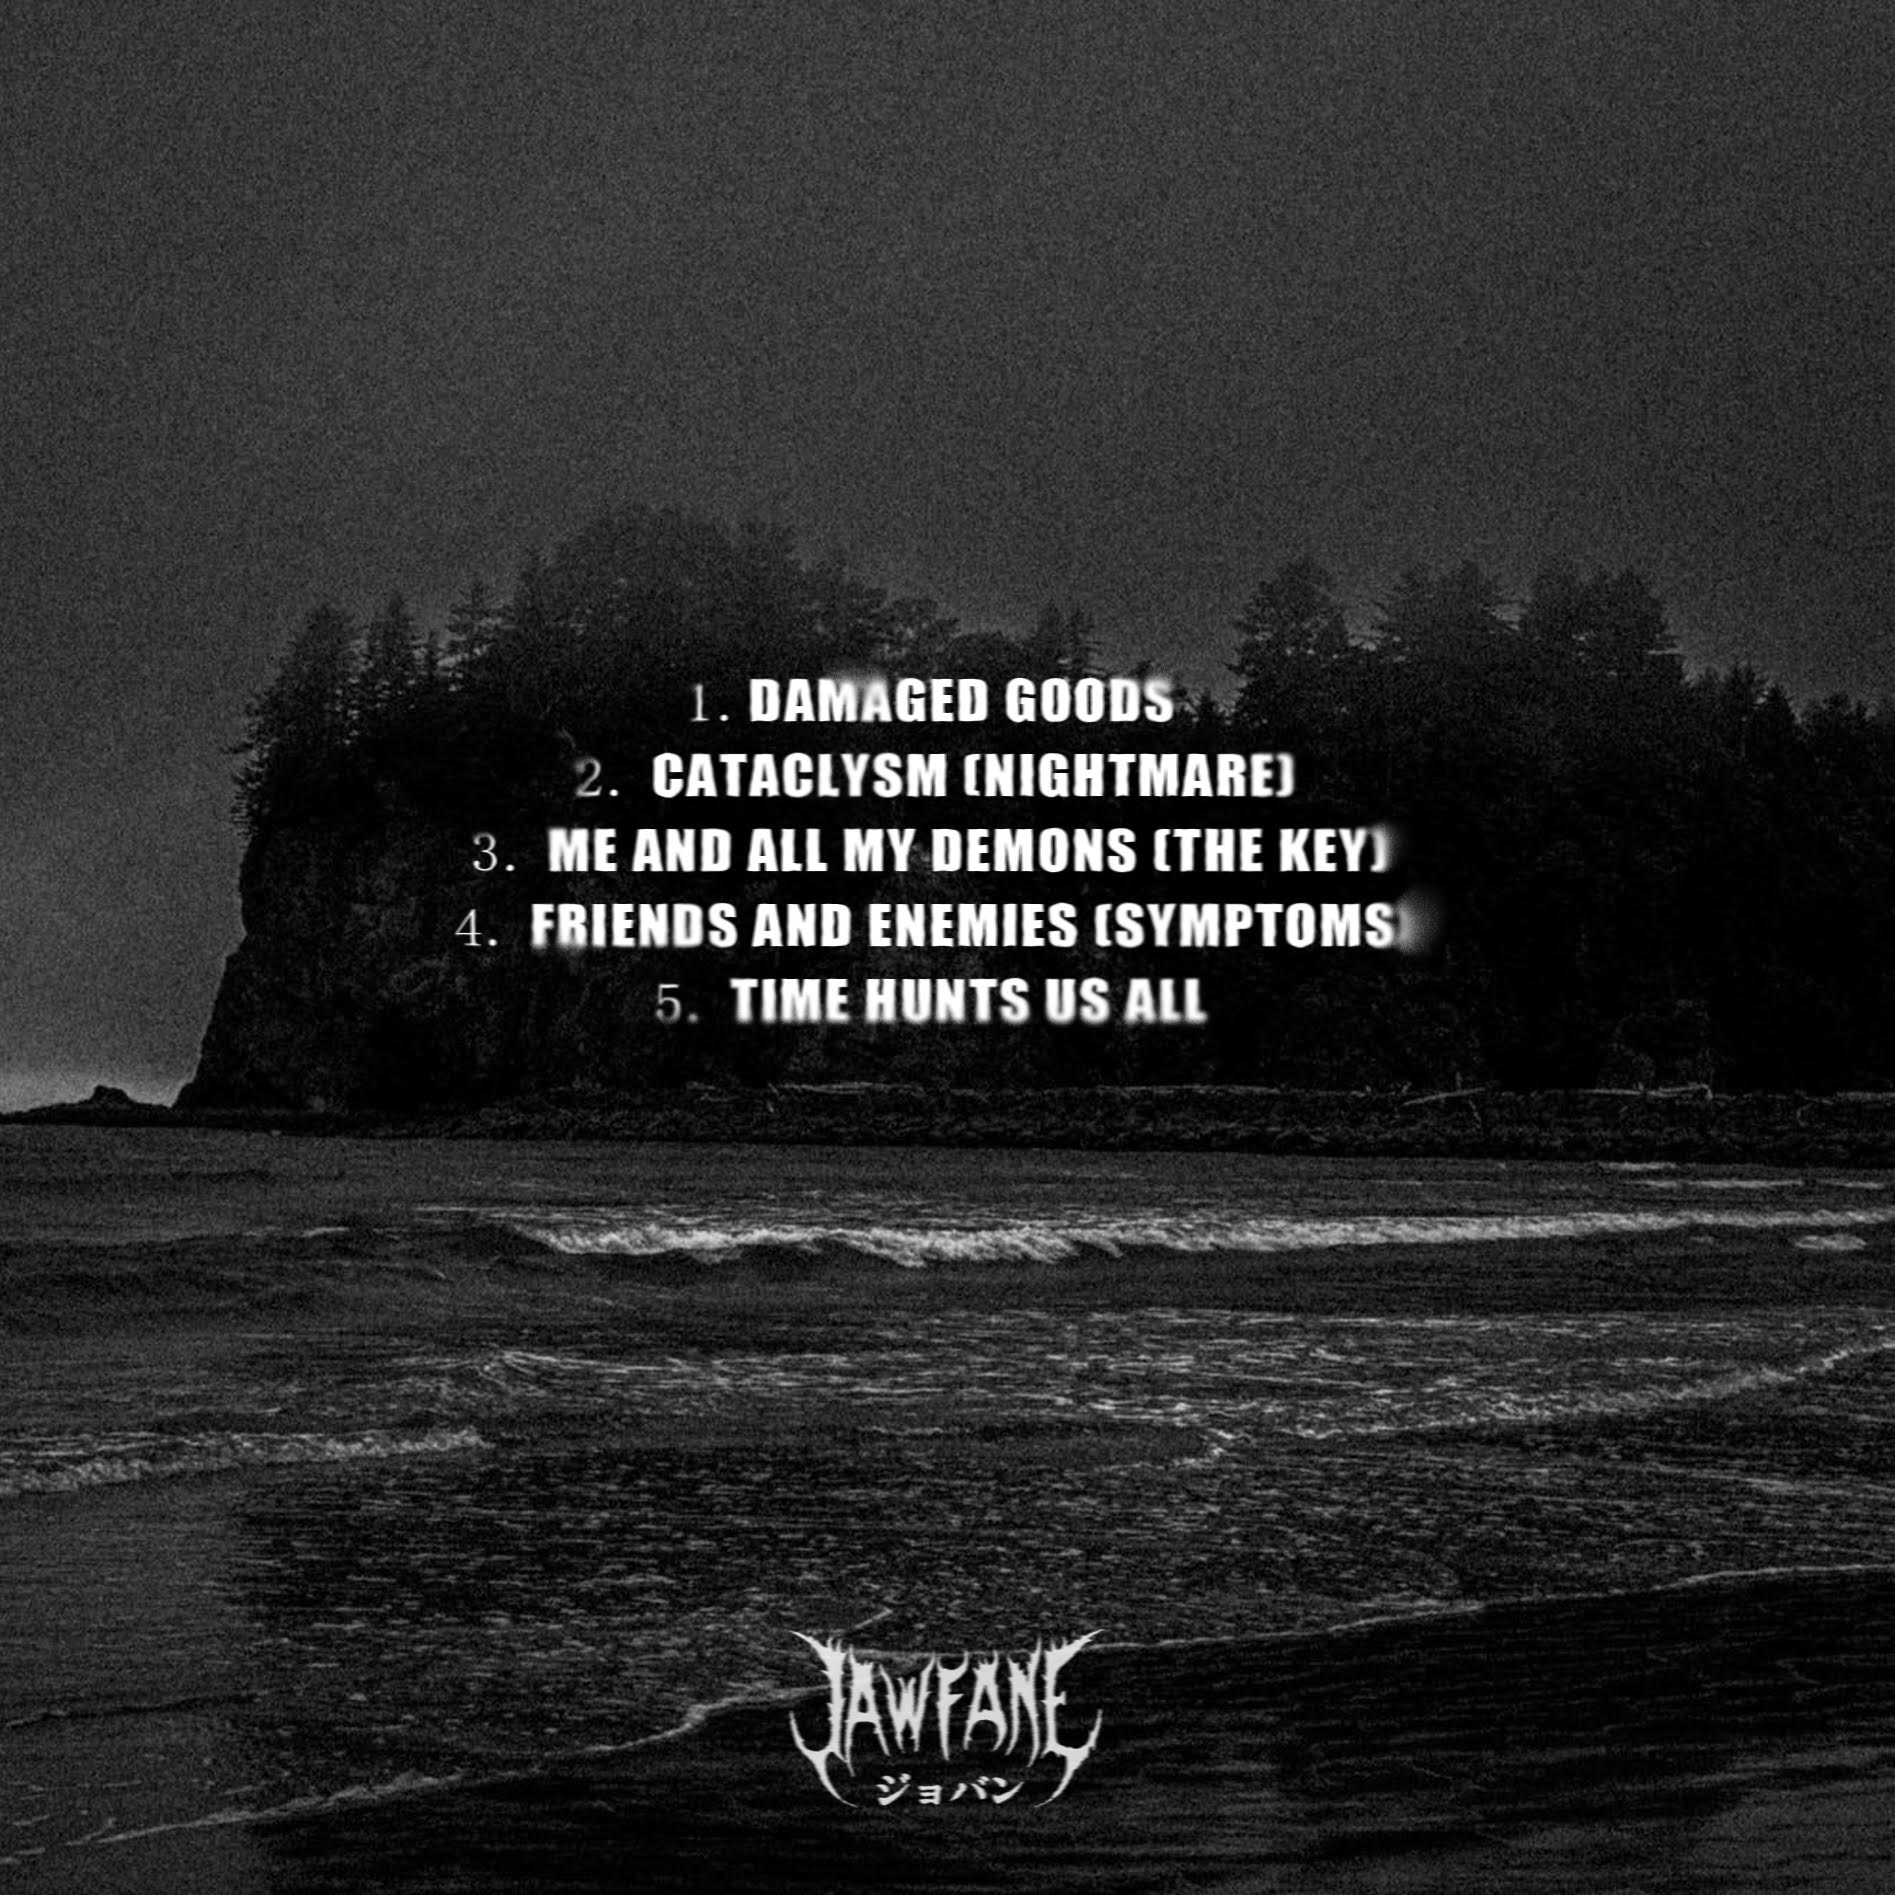 1. DAMAGED GOODS
2. CATACLYSM (NIGHTMARE)
3. ME AND ALL MY DEMONS (THE KEY)
4. FRIENDS AND ENEMIES (SYMPTOMS)
5. TIME HUNTS US ALL
JAWFANE
ジョバン